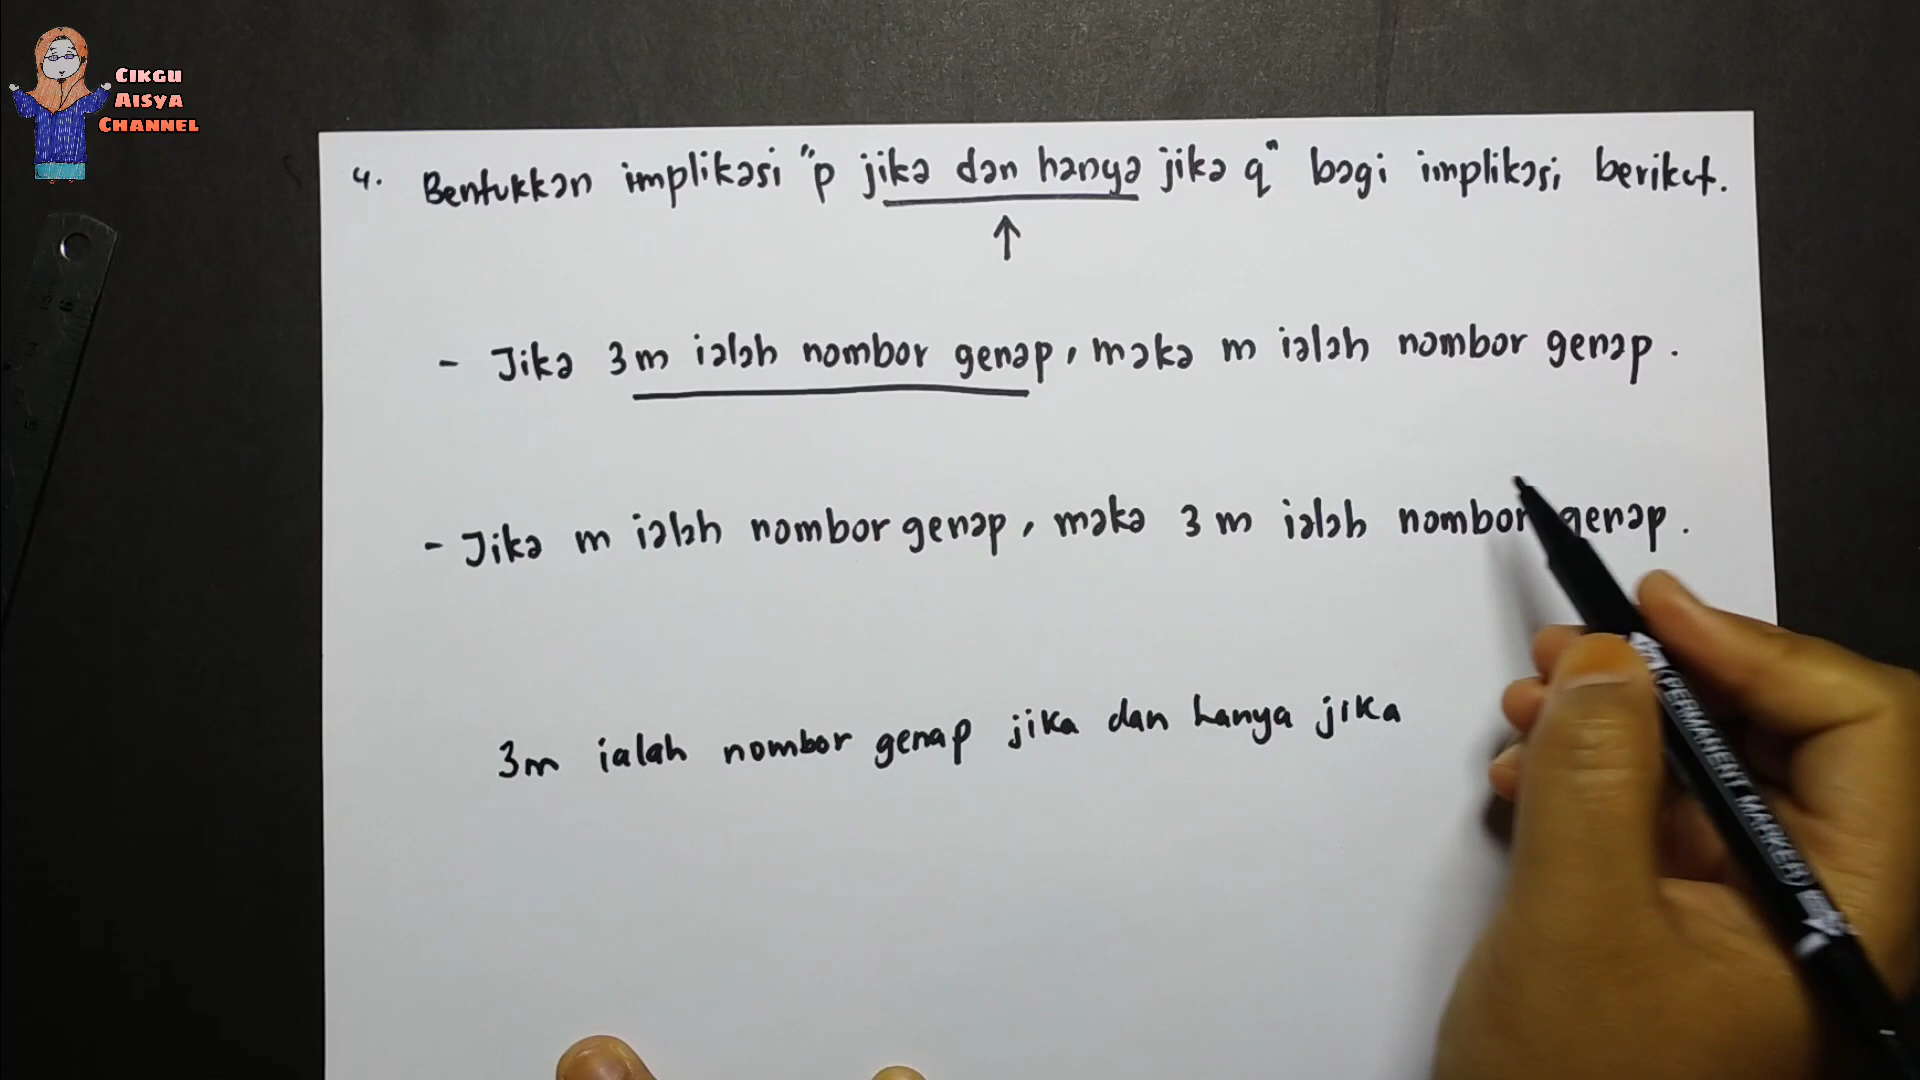 CIKGU
AISYA
CHANNEL
4. Bentukkan implikasi "p jika dan hanya jika q" bagi implikasi berikut.
- Jika 3m ialah nombor genap, maka m ialah nombor genap.
- Jika m ialah nombor genap, maka 3m ialah nombor genap.
3m ialah nombor genap jika dan hanya jika
PERMANENT MARKER